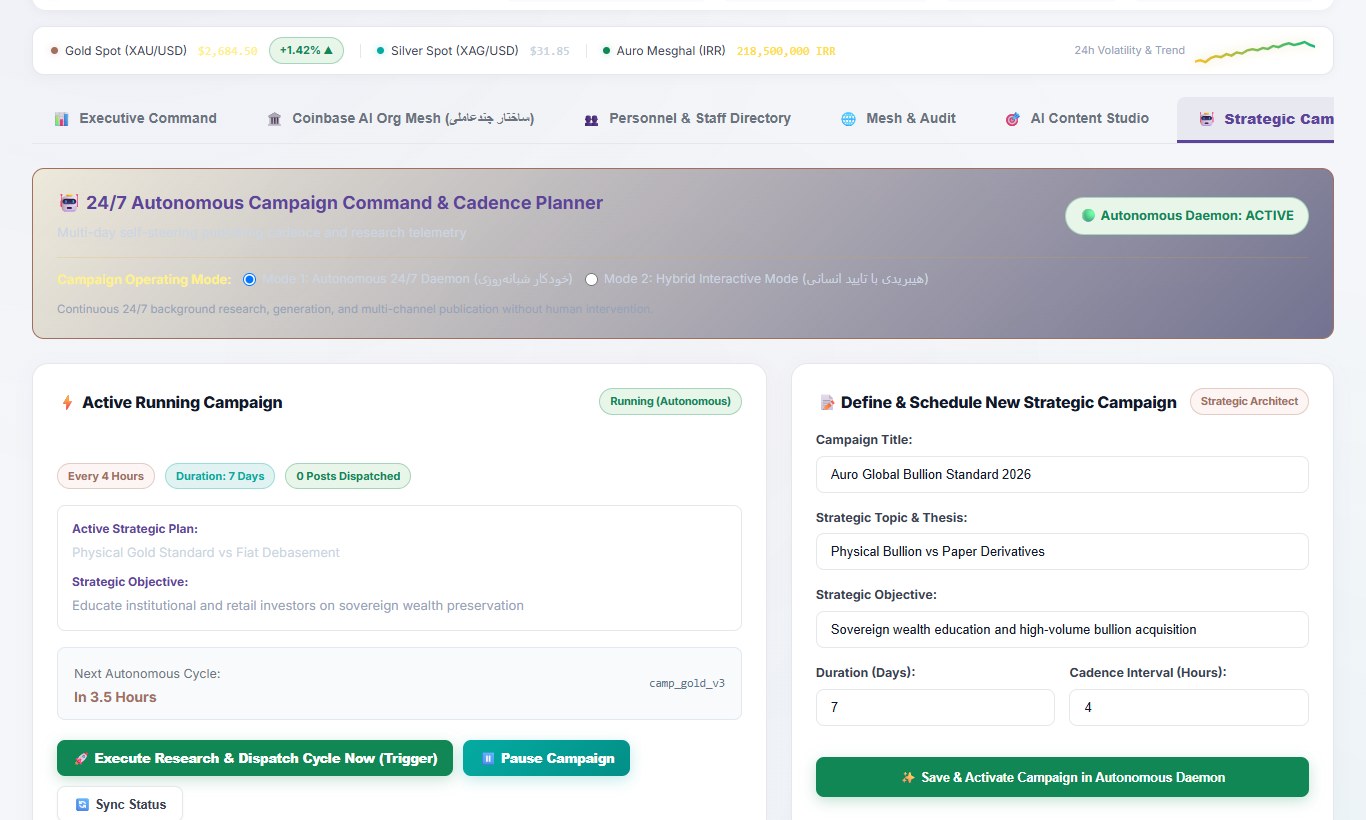 Gold Spot (XAU/USD) $2,684.50 +1.42% ▲ Silver Spot (XAG/USD) $31.85 Auro Mesghal (IRR) 218,500,000 IRR 24h Volatility & Trend
Executive Command Coinbase AI Org Mesh (ساختار چندعاملی) Personnel & Staff Directory Mesh & Audit AI Content Studio Strategic Cam
24/7 Autonomous Campaign Command & Cadence Planner
Autonomous Daemon: ACTIVE
Multi-day self-steering cadence and research telemetry
Campaign Operating Mode: Mode 1: Autonomous 24/7 Daemon (خودکار شبانه‌روزی) Mode 2: Hybrid Interactive Mode (هیبریدی با تایید انسانی)
Continuous 24/7 background research, generation, and multi-channel publication without human intervention.
Active Running Campaign Running (Autonomous)
Every 4 Hours Duration: 7 Days 0 Posts Dispatched
Active Strategic Plan:
Physical Gold Standard vs Fiat Debasement
Strategic Objective:
Educate institutional and retail investors on sovereign wealth preservation
Next Autonomous Cycle:
In 3.5 Hours
camp_gold_v3
Execute Research & Dispatch Cycle Now (Trigger) Pause Campaign
Sync Status
Define & Schedule New Strategic Campaign Strategic Architect
Campaign Title:
Auro Global Bullion Standard 2026
Strategic Topic & Thesis:
Physical Bullion vs Paper Derivatives
Strategic Objective:
Sovereign wealth education and high-volume bullion acquisition
Duration (Days): Cadence Interval (Hours):
7 4
Save & Activate Campaign in Autonomous Daemon